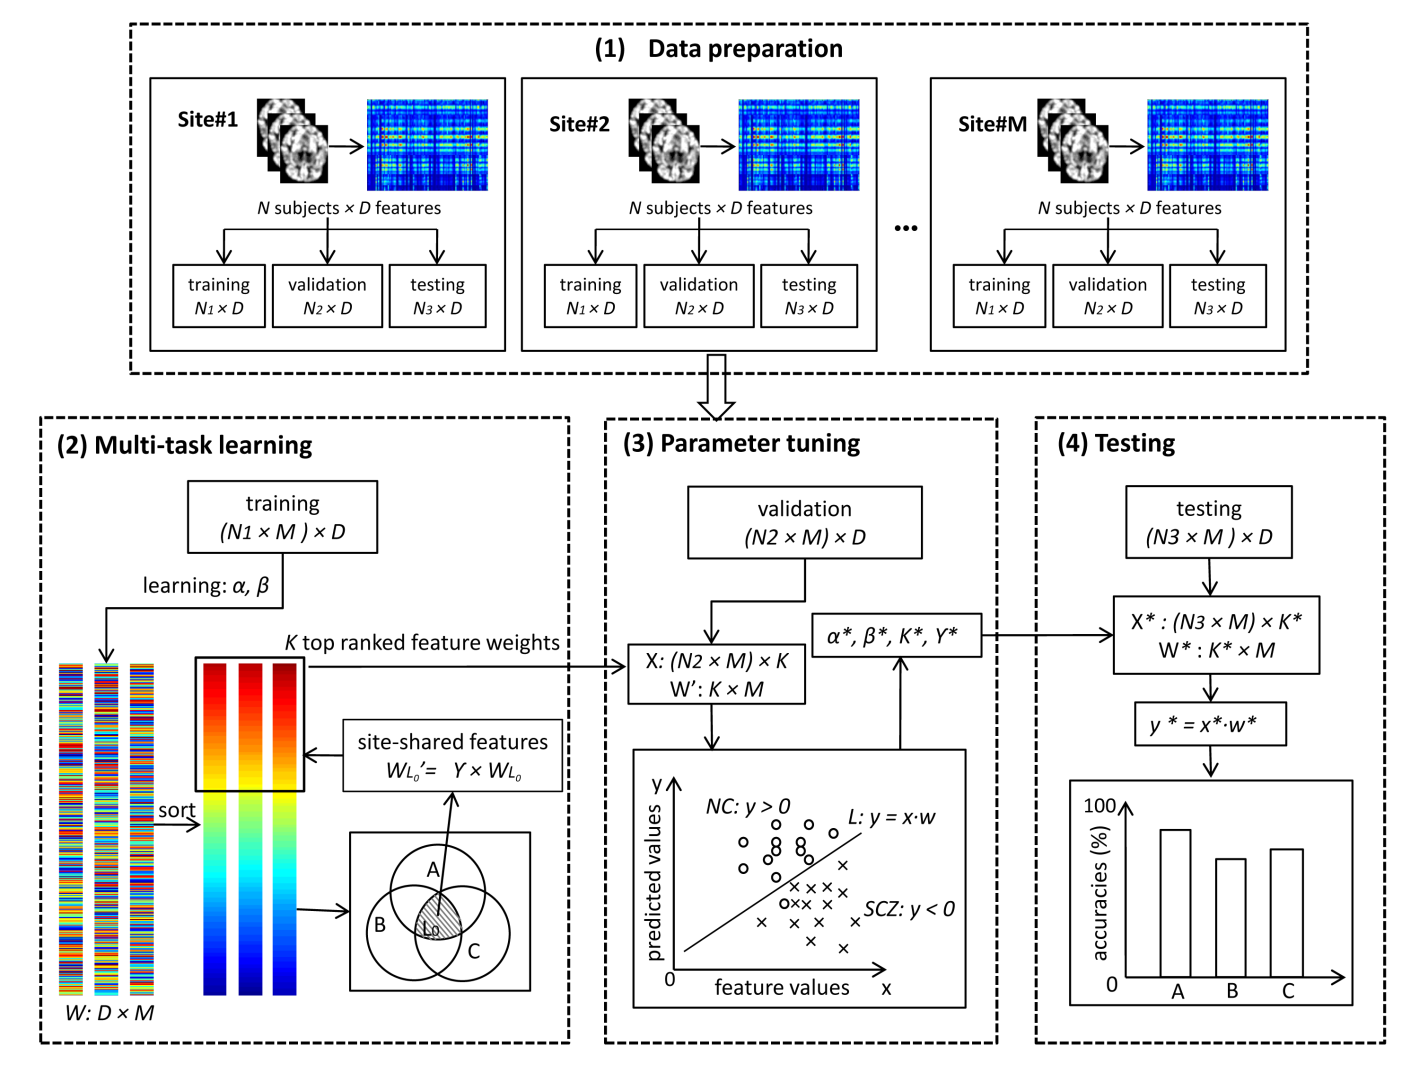 (1) Data preparation
Site#1
N subjects × D features
training
N1 × D
validation
N2 × D
testing
N3 × D
Site#2
N subjects × D features
training
N1 × D
validation
N2 × D
testing
N3 × D
...
Site#M
N subjects × D features
training
N1 × D
validation
N2 × D
testing
N3 × D
(2) Multi-task learning
training
(N1 × M ) × D
learning: α, β
K top ranked feature weights
sort
site-shared features
WL0’= Y × WL0
A
B
L0
C
W: D × M
(3) Parameter tuning
validation
(N2 × M) × D
α*, β*, K*, Y*
X: (N2 × M) × K
W’: K × M
y
predicted values
NC: y > 0
L: y = x·w
SCZ: y < 0
0
feature values
x
(4) Testing
testing
(N3 × M ) × D
X* : (N3 × M) × K*
W* : K* × M
y * = x*·w*
100
accuracies (%)
0
A
B
C